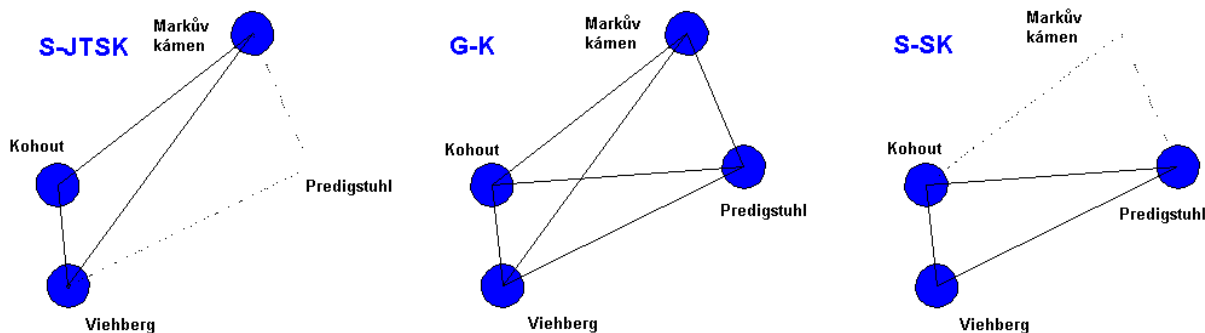 S-JTSK
Markův
kámen
Kohout
Predigstuhl
Viehberg
G-K
Markův
kámen
Kohout
Predigstuhl
Viehberg
S-SK
Markův
kámen
Kohout
Predigstuhl
Viehberg